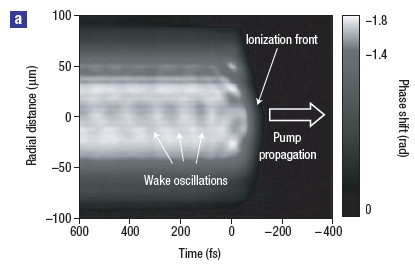 a
100
50
0
−50
−100
Radial distance (μm)
600
400
200
0
−200
−400
Time (fs)
Ionization front
Pump
propagation
Wake oscillations
−1.8
−1.4
0
Phase shift (rad)